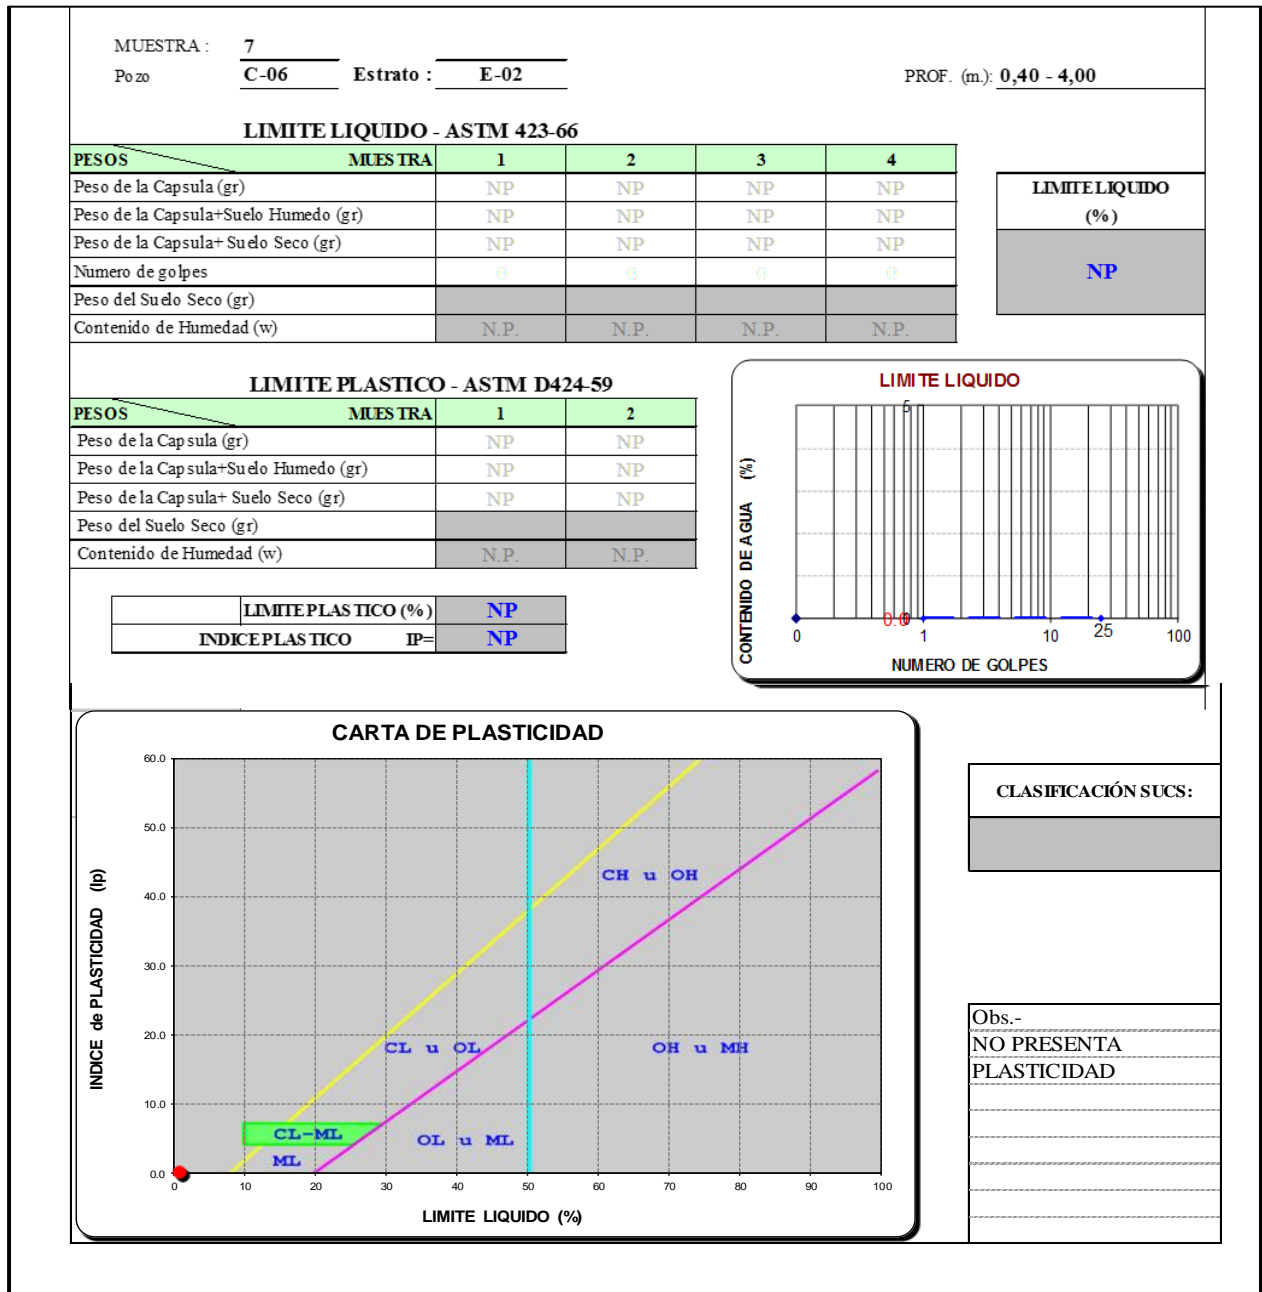 MUESTRA : 7
Pozo C-06 Estrato : E-02 PROF. (m.): 0,40 - 4,00
LIMITE LIQUIDO - ASTM 423-66
PESOS MUESTRA 1 2 3 4
Peso de la Capsula (gr) NP NP NP NP
Peso de la Capsula+Suelo Humedo (gr) NP NP NP NP
Peso de la Capsula+ Suelo Seco (gr) NP NP NP NP
Numero de golpes 0 0 0 0
Peso del Suelo Seco (gr)
Contenido de Humedad (w) N.P. N.P. N.P. N.P.
LIMITE LIQUIDO
(%)
NP
LIMITE PLASTICO - ASTM D424-59
PESOS MUESTRA 1 2
Peso de la Capsula (gr) NP NP
Peso de la Capsula+Suelo Humedo (gr) NP NP
Peso de la Capsula+ Suelo Seco (gr) NP NP
Peso del Suelo Seco (gr)
Contenido de Humedad (w) N.P. N.P.
LIMITE PLASTICO (%) NP
INDICE PLASTICO IP= NP
LIMITE LIQUIDO
CONTENIDO DE AGUA (%)
5
0.0 0
0 1 10 25 100
NUMERO DE GOLPES
CARTA DE PLASTICIDAD
INDICE de PLASTICIDAD (Ip)
60.0
50.0
40.0
30.0
20.0
10.0
0.0
CH u OH
CL u OL
OH u MH
CL-ML
OL u ML
ML
0 10 20 30 40 50 60 70 80 90 100
LIMITE LIQUIDO (%)
CLASIFICACIÓN SUCS:
Obs.-
NO PRESENTA
PLASTICIDAD